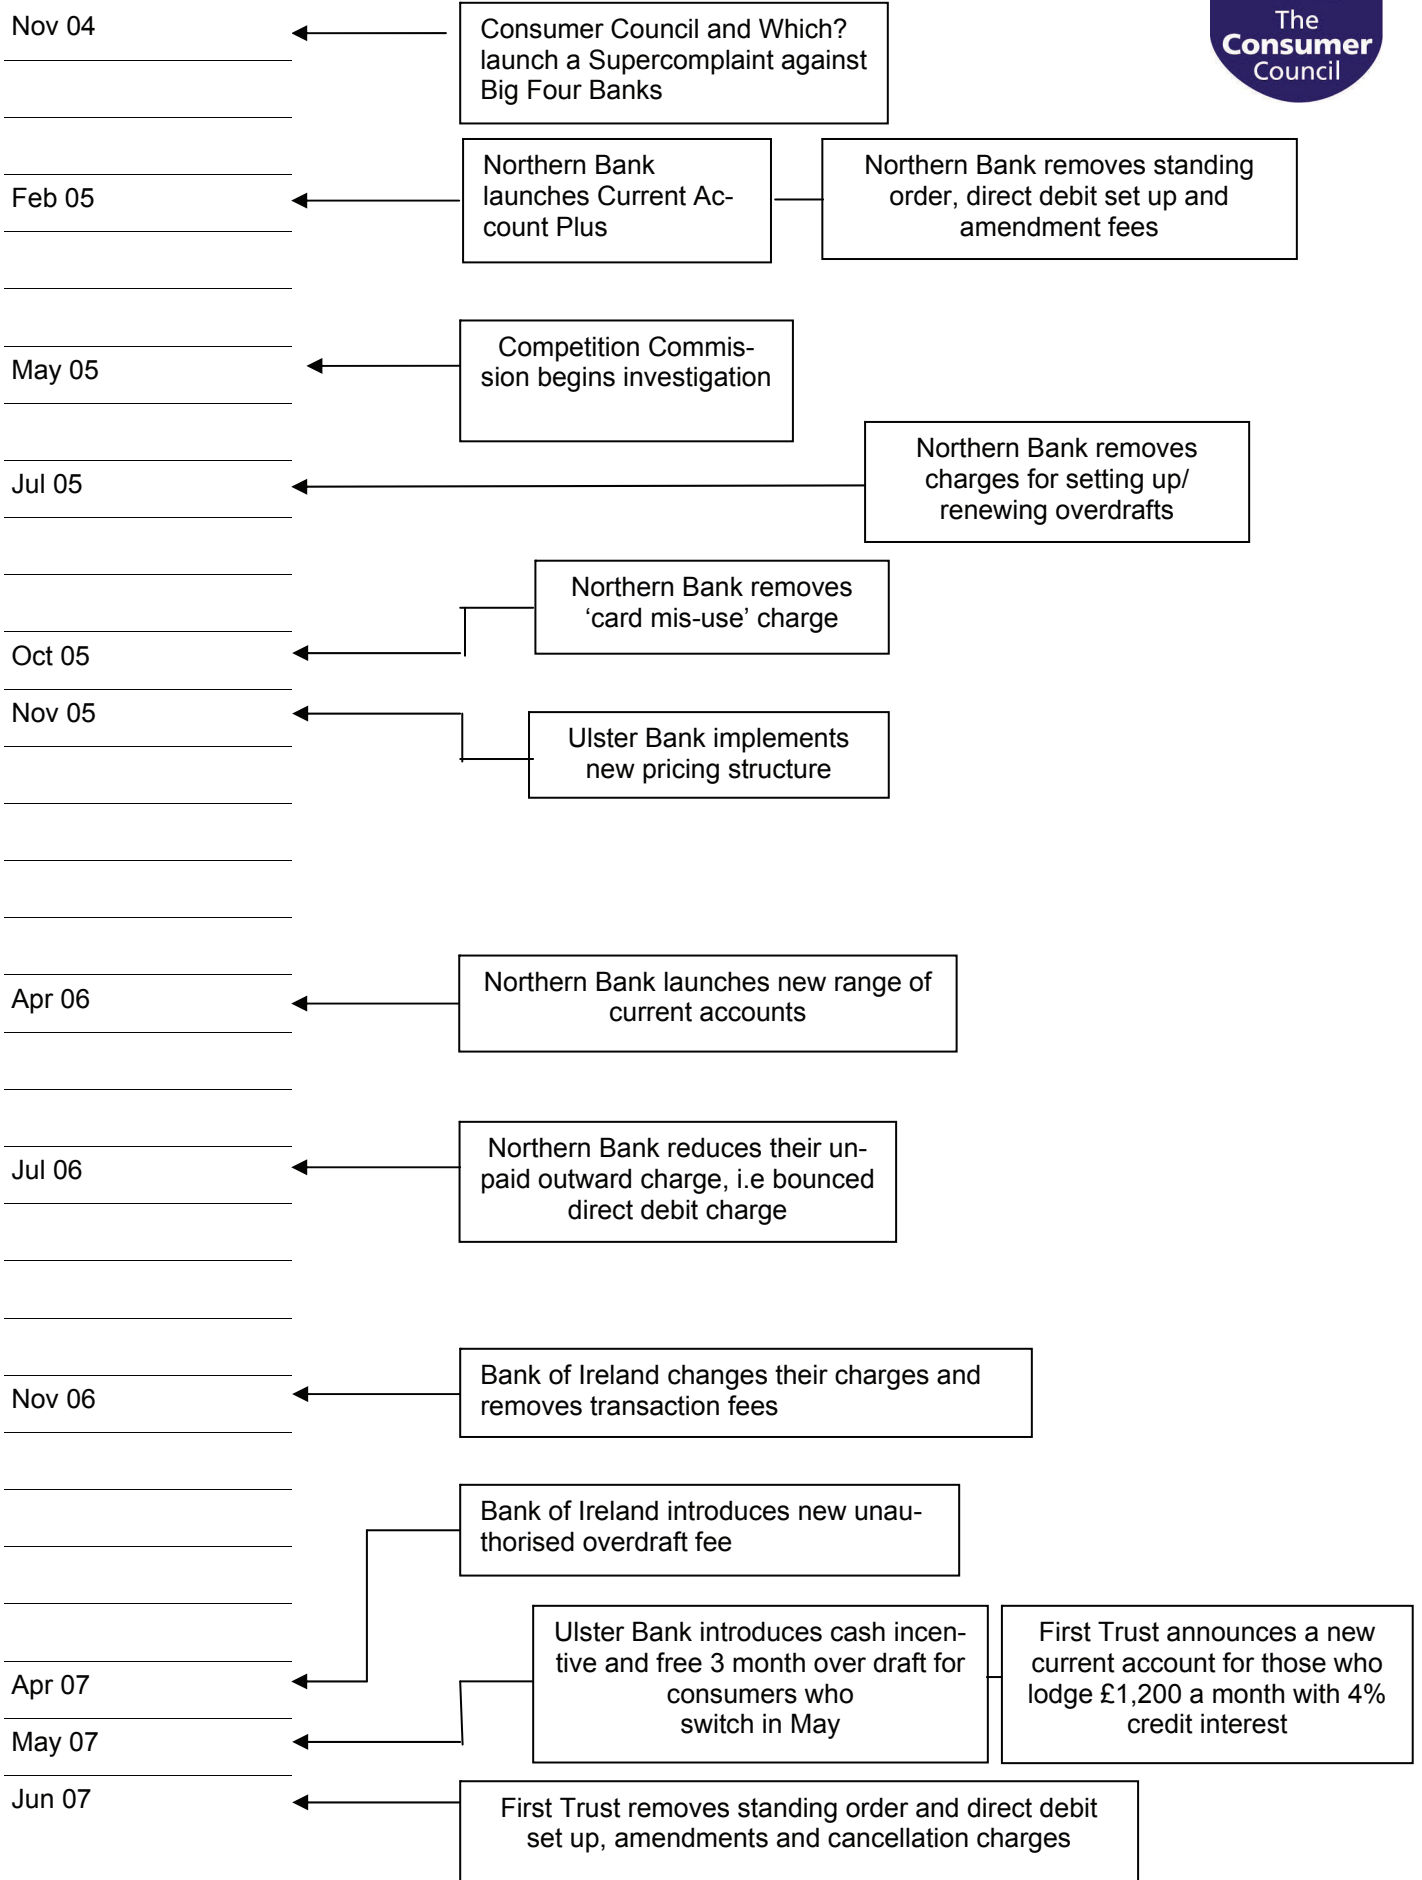 The
Consumer
Council
Nov 04
Consumer Council and Which?
launch a Supercomplaint against
Big Four Banks
Feb 05
Northern Bank
launches Current Ac-
count Plus
Northern Bank removes standing
order, direct debit set up and
amendment fees
May 05
Competition Commis-
sion begins investigation
Jul 05
Northern Bank removes
charges for setting up/
renewing overdrafts
Northern Bank removes
‘card mis-use’ charge
Oct 05
Nov 05
Ulster Bank implements
new pricing structure
Apr 06
Northern Bank launches new range of
current accounts
Jul 06
Northern Bank reduces their un-
paid outward charge, i.e bounced
direct debit charge
Nov 06
Bank of Ireland changes their charges and
removes transaction fees
Bank of Ireland introduces new unau-
thorised overdraft fee
Apr 07
Ulster Bank introduces cash incen-
tive and free 3 month over draft for
consumers who
switch in May
First Trust announces a new
current account for those who
lodge £1,200 a month with 4%
credit interest
May 07
Jun 07
First Trust removes standing order and direct debit
set up, amendments and cancellation charges